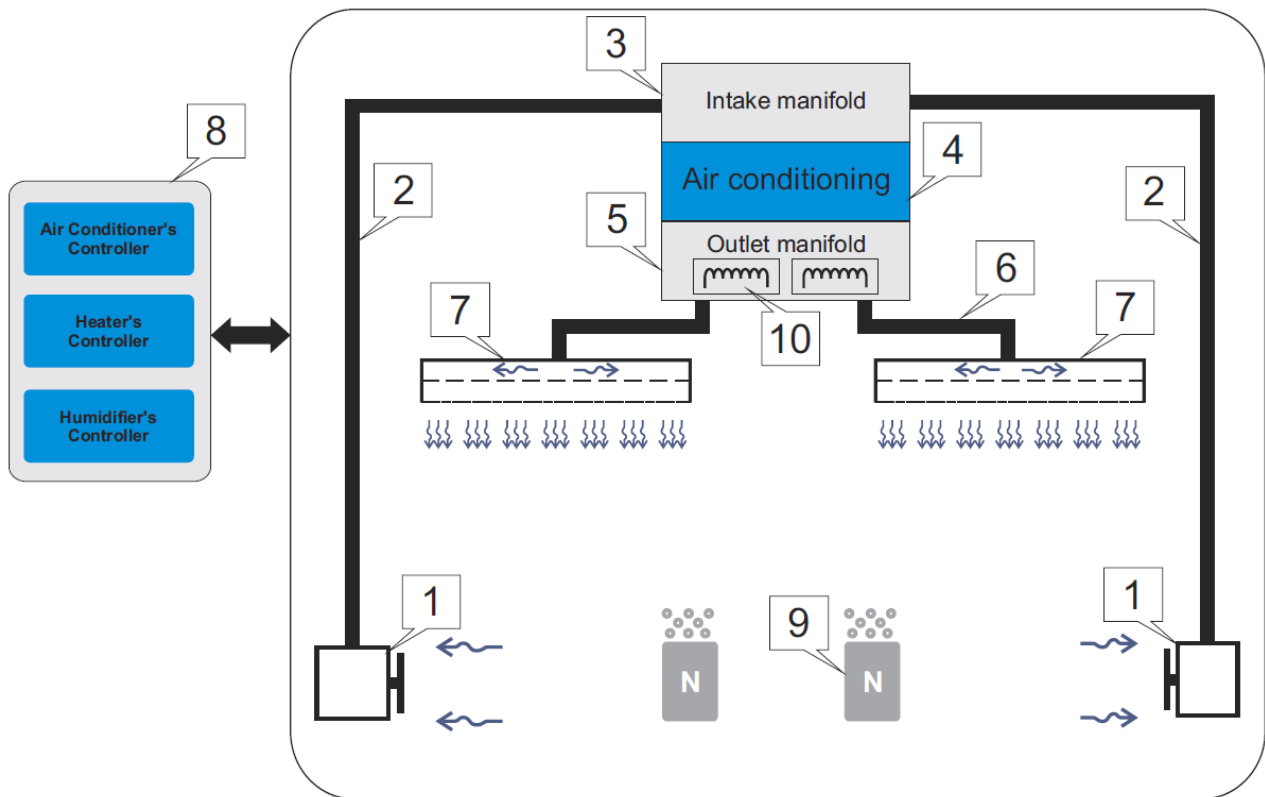 3
Intake manifold
8
4
2
Air conditioning
2
Air Conditioner's
Controller
5
Outlet manifold
6
7
7
Heater's
Controller
10
Humidifier's
Controller
1
1
9
N
N